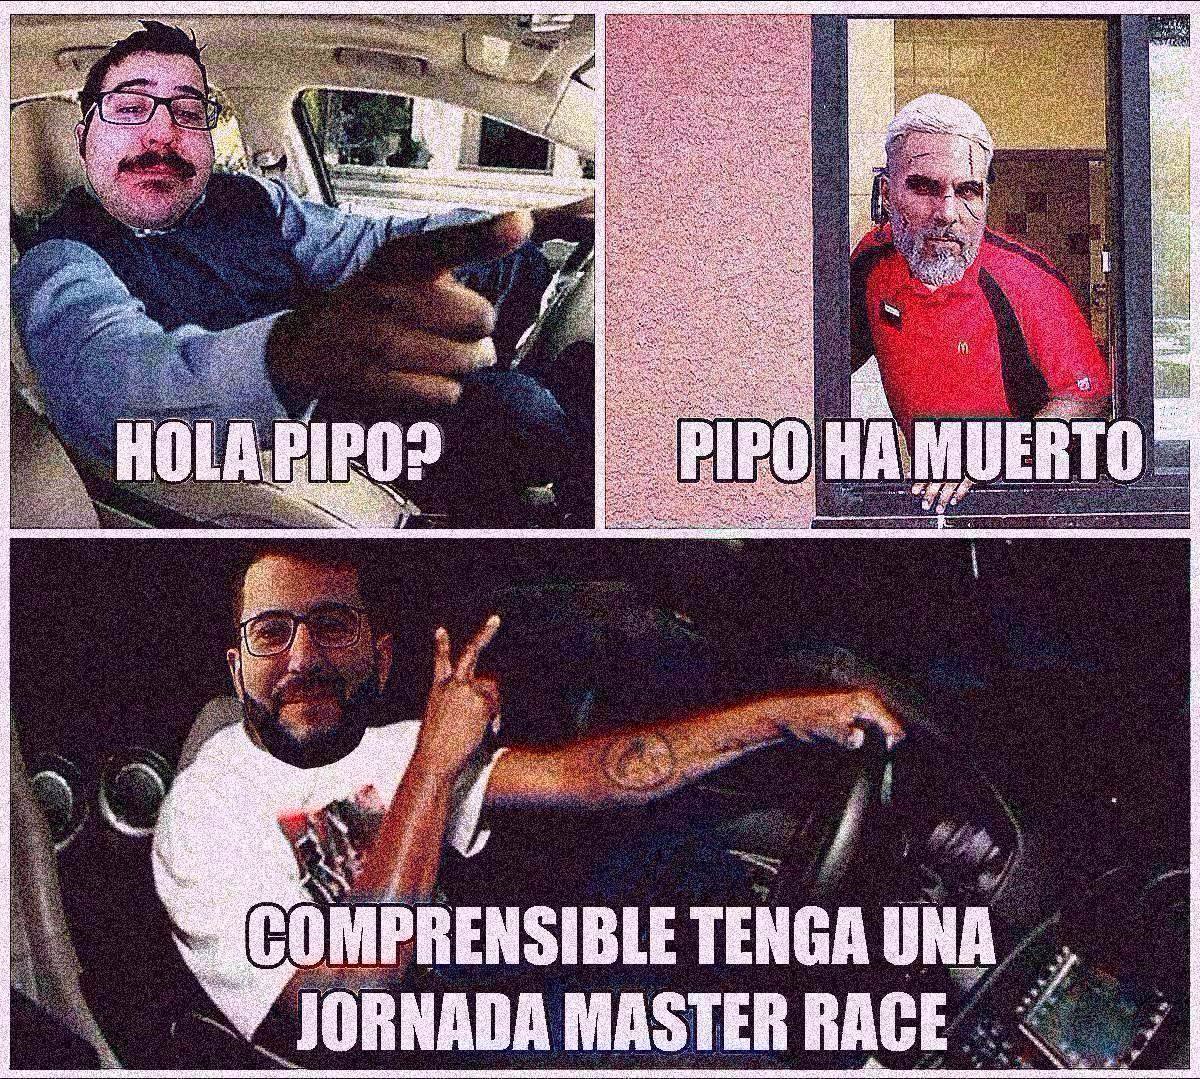 HOLA PIPO?
PIPO HA MUERTO
COMPRENSIBLE TENGA UNA
JORNADA MASTER RACE